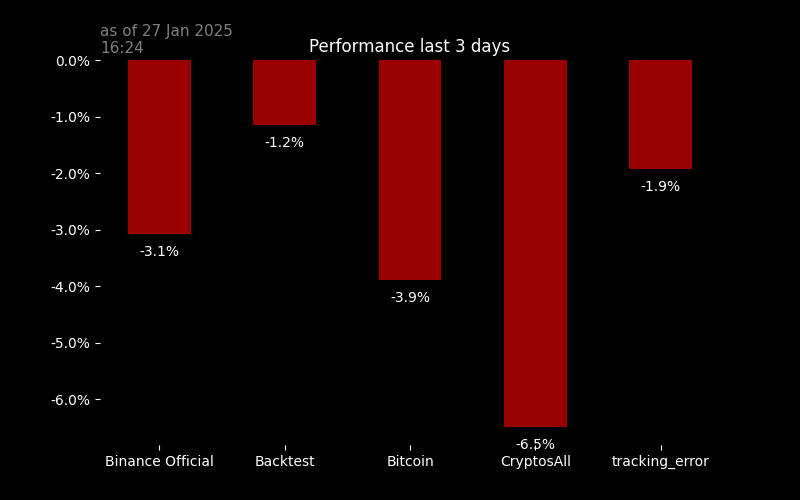 as of 27 Jan 2025
16:24
Performance last 3 days
0.0%
-1.0%
-2.0%
-3.0%
-4.0%
-5.0%
-6.0%
-3.1%
-1.2%
-3.9%
-6.5%
-1.9%
Binance Official
Backtest
Bitcoin
CryptosAll
tracking_error